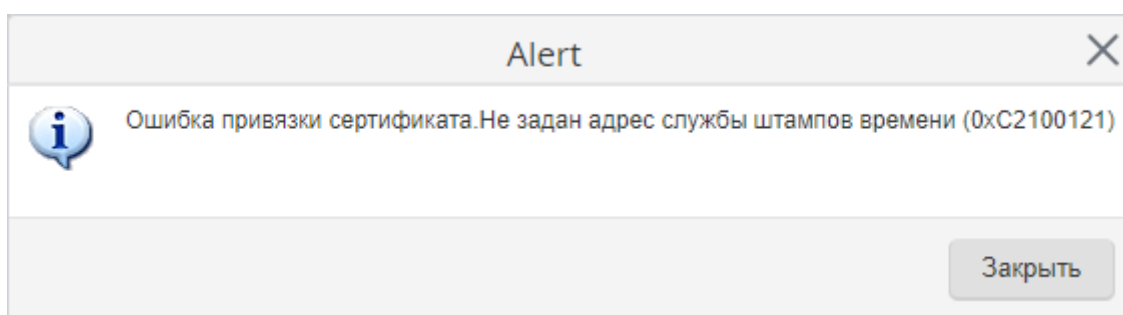 Alert
Ошибка привязки сертификата.Не задан адрес службы штампов времени (0xC2100121)
Закрыть